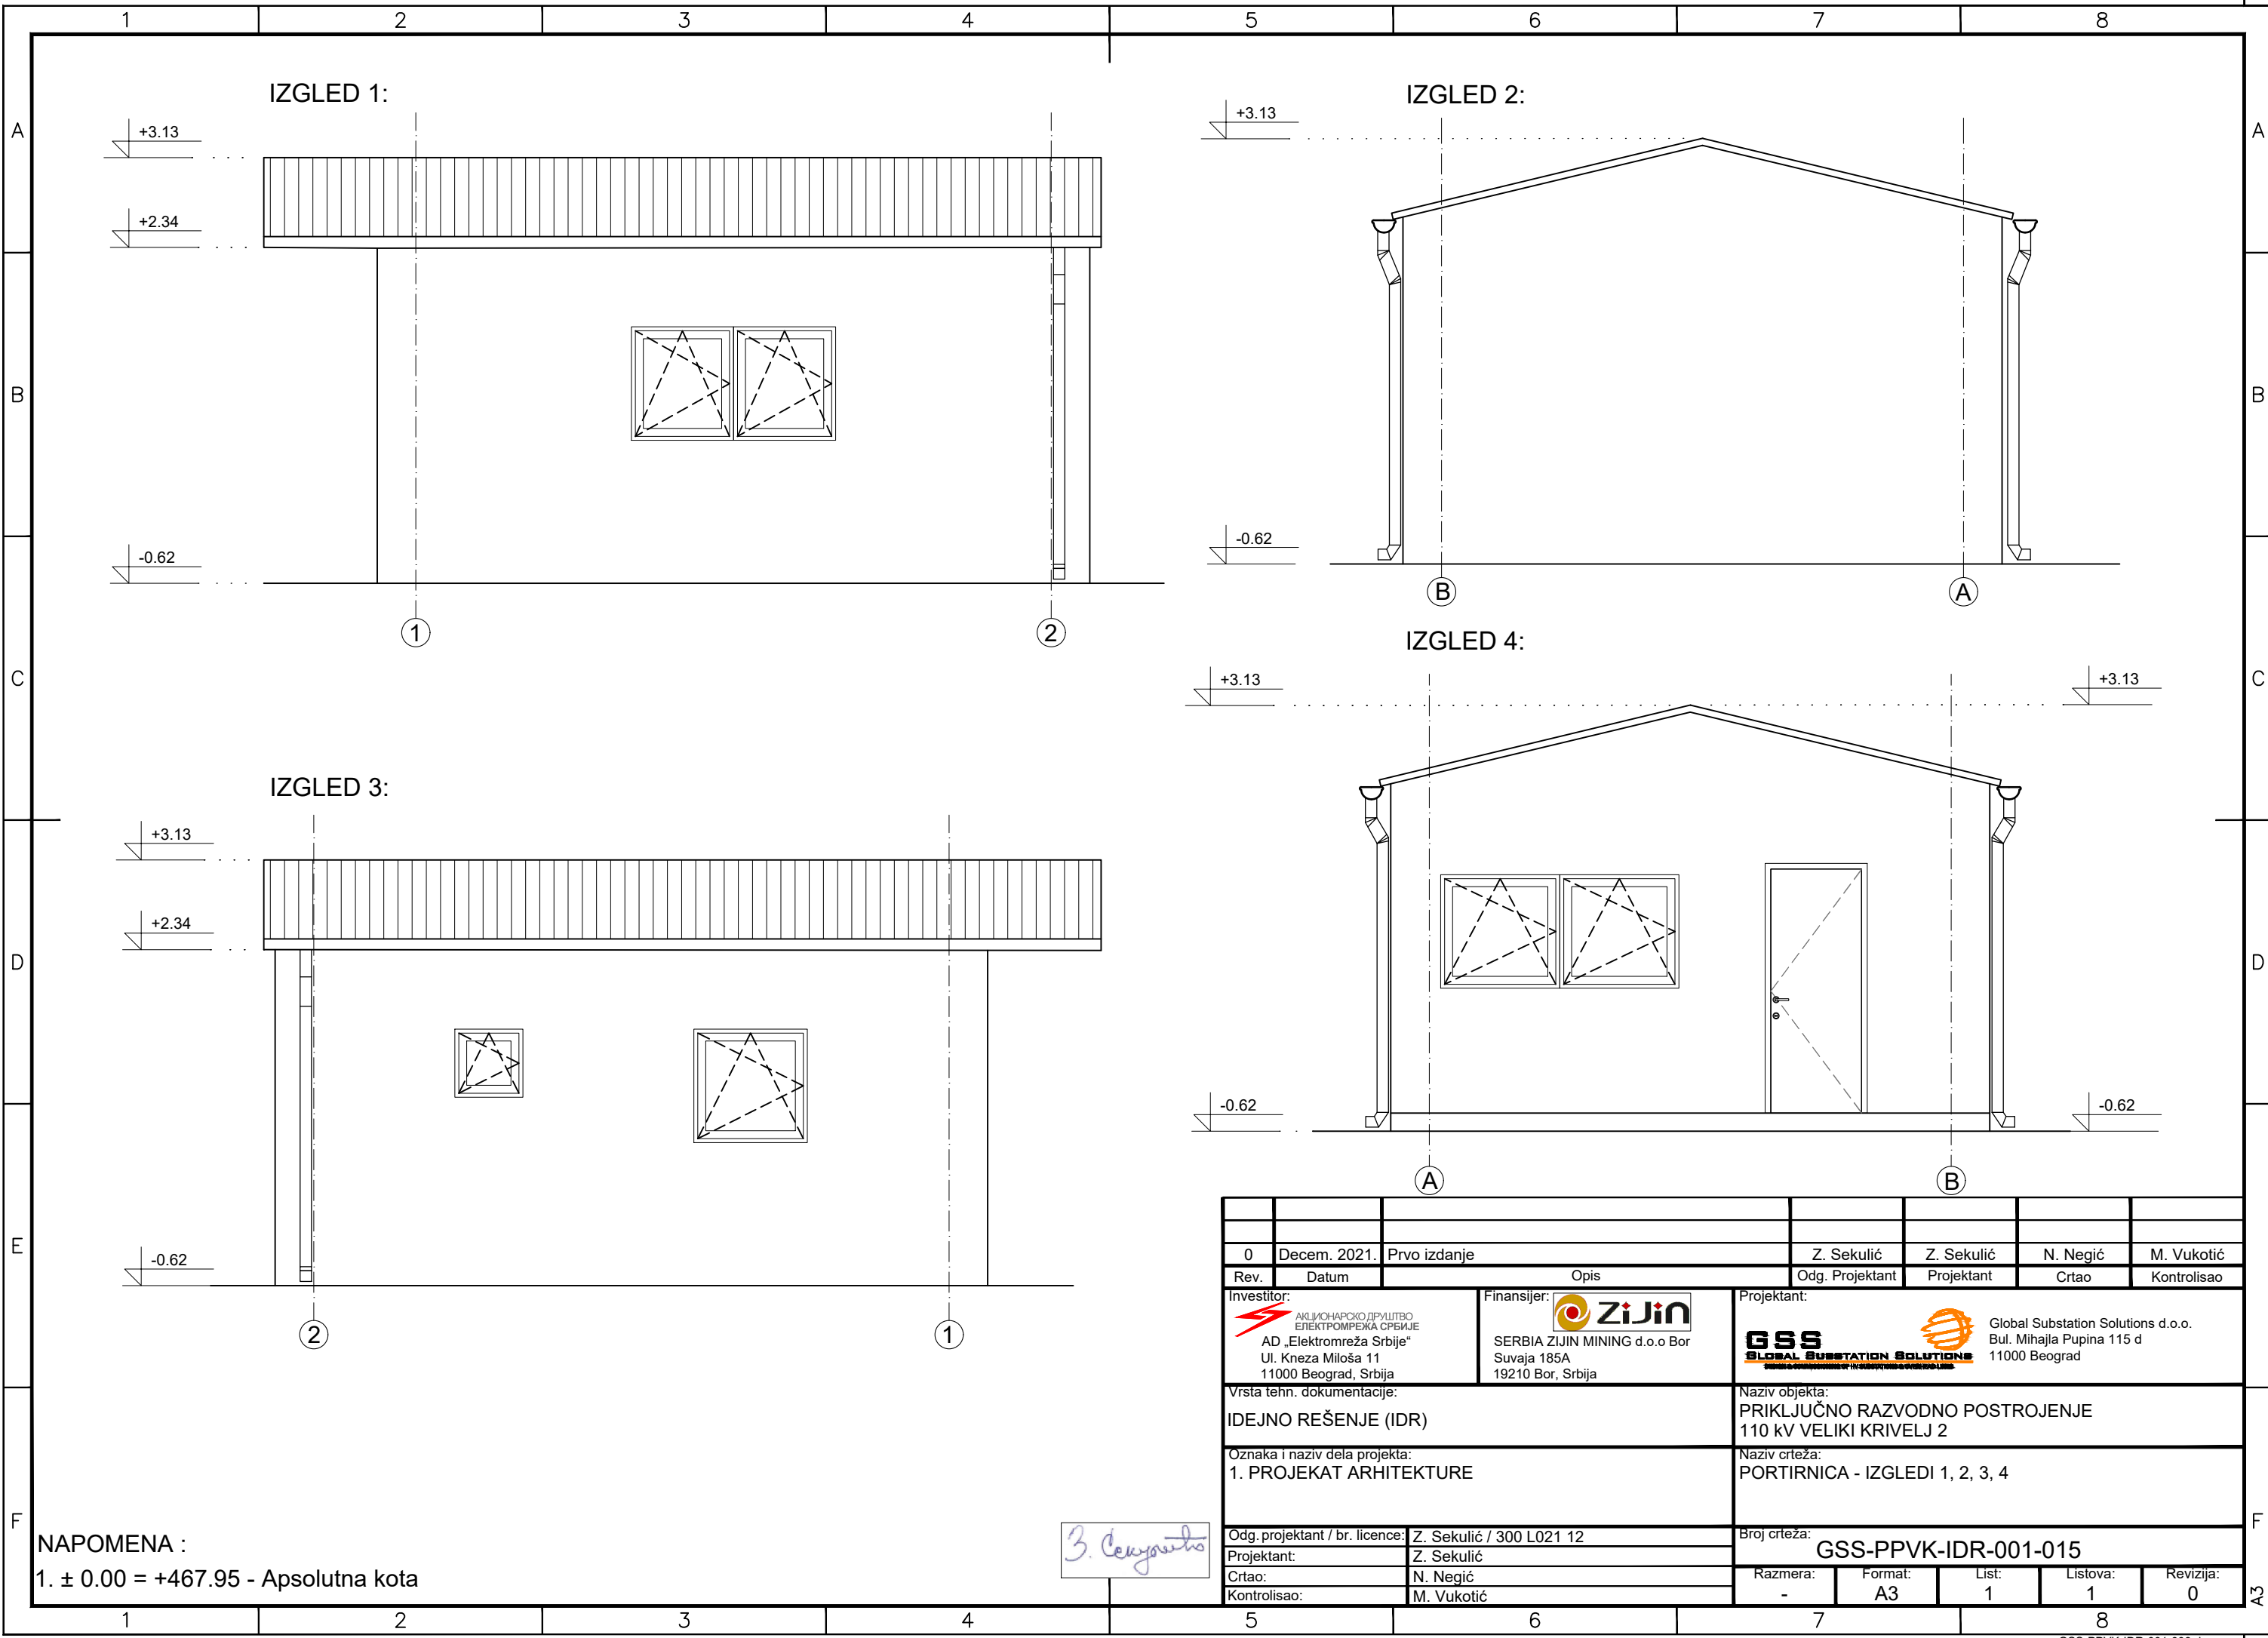 1 2 3 4 5 6 7 8
A
B
C
D
E
F
A
B
C
D
F
IZGLED 1:
+3.13
+2.34
-0.62
1
2
IZGLED 2:
+3.13
-0.62
B
A
IZGLED 3:
+3.13
+2.34
-0.62
2
1
IZGLED 4:
+3.13
+3.13
-0.62
-0.62
A
B
0 Decem. 2021. Prvo izdanje Z. Sekulić Z. Sekulić N. Negić M. Vukotić
Rev. Datum Opis Odg. Projektant Projektant Crtao Kontrolisao
Investitor:
АКЦИОНАРСКО ДРУШТВО
ЕЛЕКТРОМРЕЖА СРБИЈЕ
AD „Elektromreža Srbije“
Ul. Kneza Miloša 11
11000 Beograd, Srbija
Finansijer:
ZiJin
SERBIA ZIJIN MINING d.o.o Bor
Suvaja 185A
19210 Bor, Srbija
Projektant:
GSS
GLOBAL SUBSTATION SOLUTIONS
Global Substation Solutions d.o.o.
Bul. Mihajla Pupina 115 d
11000 Beograd
Vrsta tehn. dokumentacije:
IDEJNO REŠENJE (IDR)
Naziv objekta:
PRIKLJUČNO RAZVODNO POSTROJENJE
110 kV VELIKI KRIVELJ 2
Oznaka i naziv dela projekta:
1. PROJEKAT ARHITEKTURE
Naziv crteža:
PORTIRNICA - IZGLEDI 1, 2, 3, 4
Odg. projektant / br. licence: Z. Sekulić / 300 L021 12
Projektant: Z. Sekulić
Crtao: N. Negić
Kontrolisao: M. Vukotić
Broj crteža:
GSS-PPVK-IDR-001-015
Razmera: Format: List: Listova: Revizija:
- A3 1 1 0
NAPOMENA :
1. ± 0.00 = +467.95 - Apsolutna kota
A3
1 2 3 4 5 6 7 8